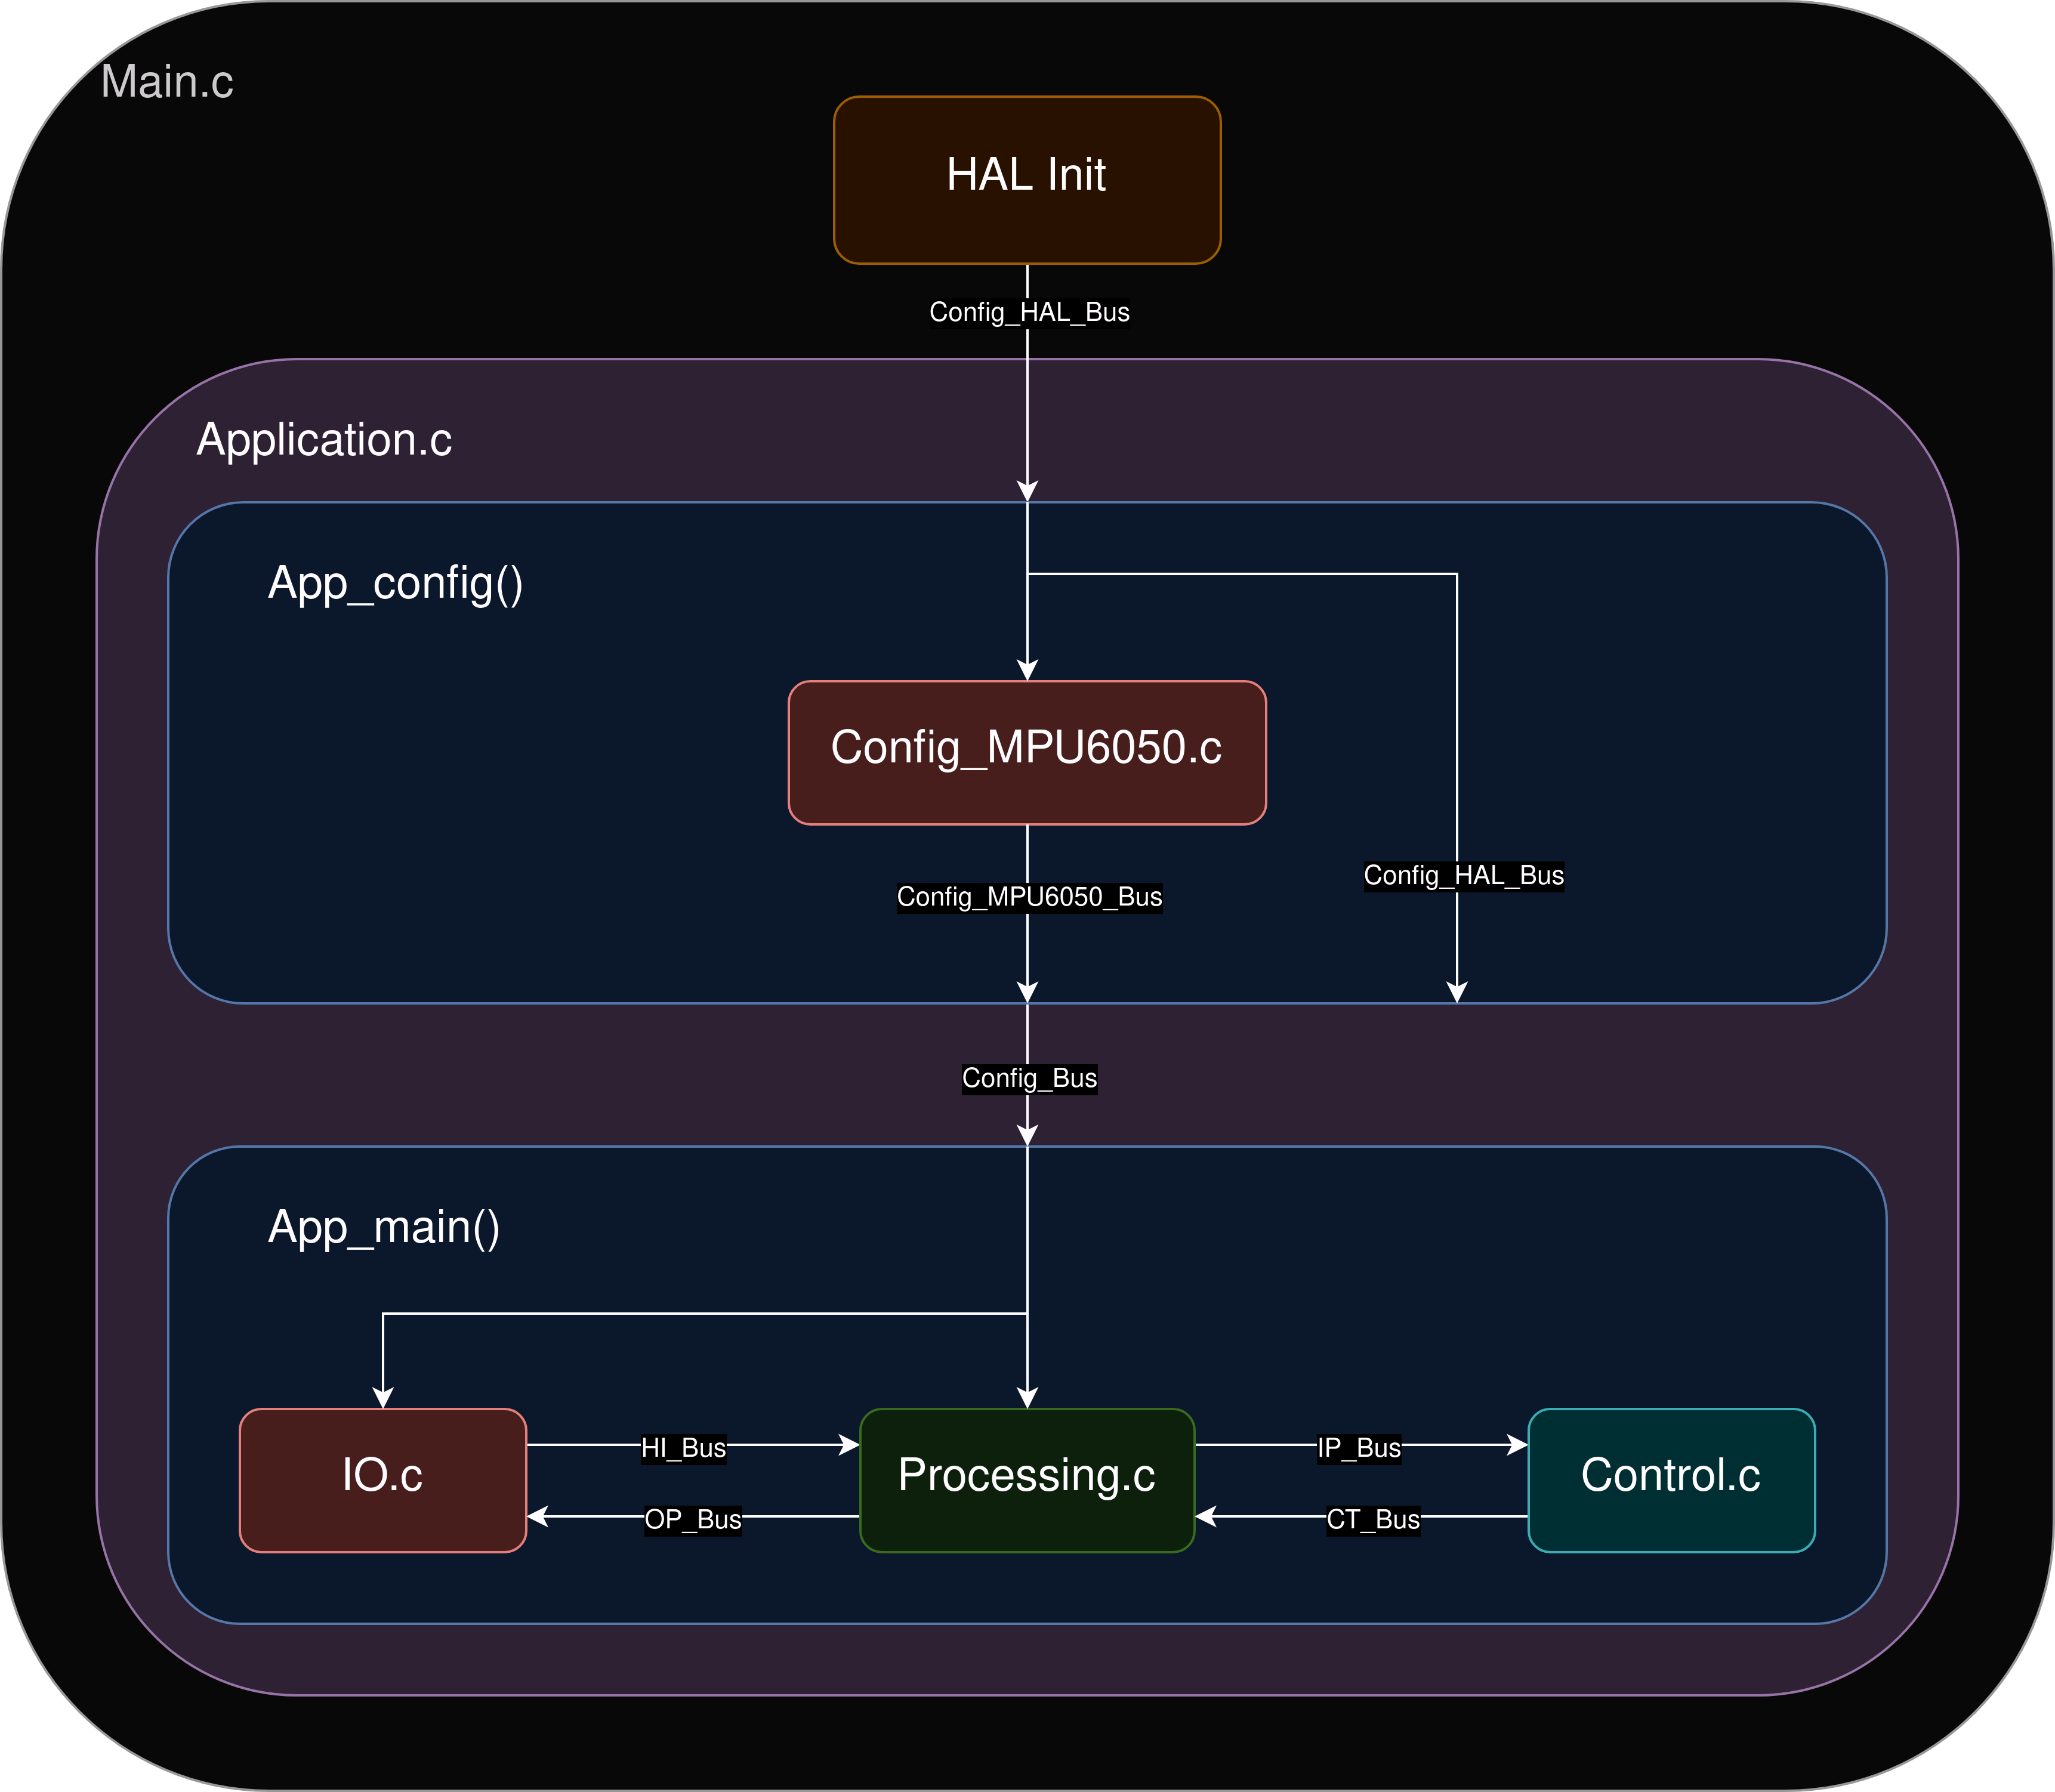 Main.c
HAL Init
Config_HAL_Bus
Application.c
App_config()
Config_MPU6050.c
Config_HAL_Bus
Config_MPU6050_Bus
Config_Bus
App_main()
HI_Bus
IP_Bus
IO.c
Processing.c
Control.c
OP_Bus
CT_Bus